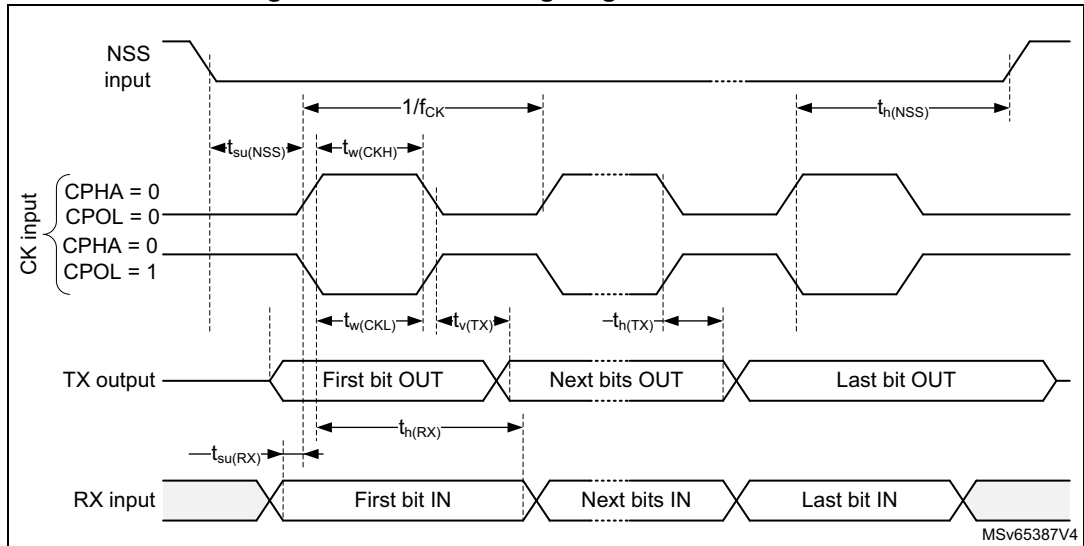 NSS
input
1/fCK
th(NSS)
tsu(NSS)
tw(CKH)
CK input
CPHA = 0
CPOL = 0
CPHA = 0
CPOL = 1
tw(CKL)
tv(TX)
th(TX)
TX output
First bit OUT
Next bits OUT
Last bit OUT
th(RX)
tsu(RX)
RX input
First bit IN
Next bits IN
Last bit IN
MSv65387V4